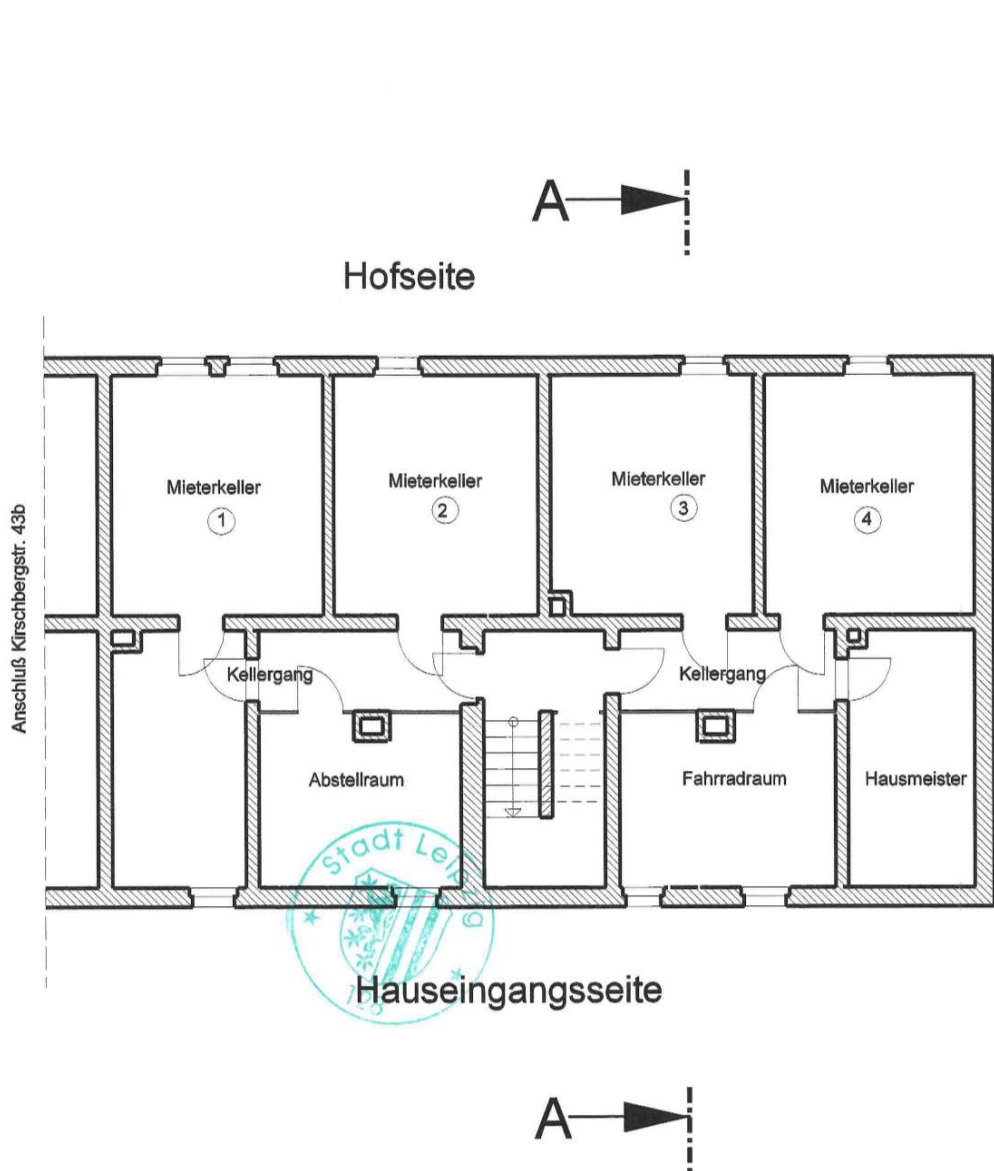 A
Hofseite
Anschluß Kirschbergstr. 43b
Mieterkeller
1
Mieterkeller
2
Mieterkeller
3
Mieterkeller
4
Kellergang
Kellergang
Abstellraum
Fahrradraum
Hausmeister
Stadt Leipzig
Hauseingangsseite
A